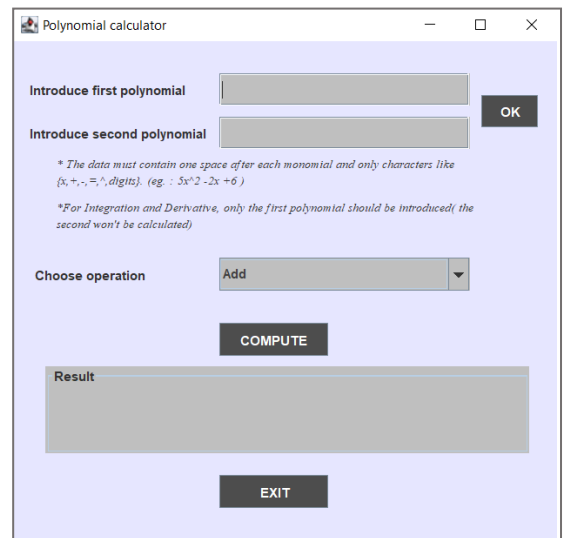 Polynomial calculator
Introduce first polynomial
OK
Introduce second polynomial
* The data must contain one space after each monomial and only characters like
{x,+,-,=,^,digits}. (eg. : 5x^2 -2x +6 )
*For Integration and Derivative, only the first polynomial should be introduced( the
second won't be calculated)
Choose operation
Add
COMPUTE
Result
EXIT